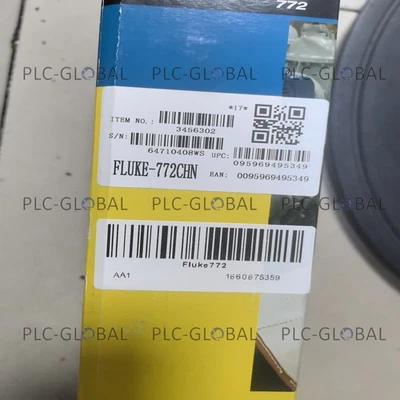 772
PLC-GLOBAL PLC-GLOBAL PLC-GLOBAL
*I7*
ITEM NO.:
3456302
S/N:
64710408WS UPC:
095969495349
FLUKE-772CHN EAN: 0095969495349
PLC-GLOBAL PLC-GLOBAL PLC-GLOBAL
Fluke772
AA1 1660875359
PLC-GLOBAL PLC-GLOBAL PLC-GLOBAL